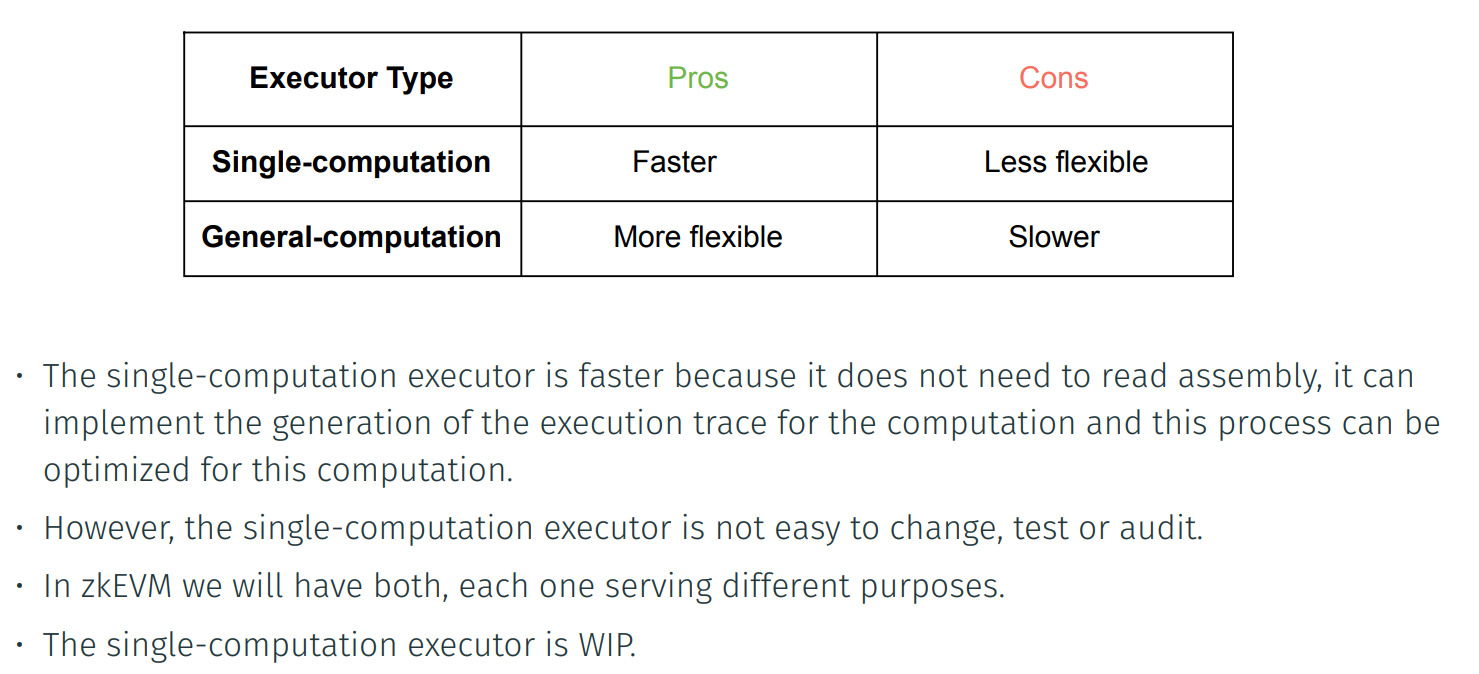 Executor Type Pros Cons
Single-computation Faster Less flexible
General-computation More flexible Slower
· The single-computation executor is faster because it does not need to read assembly, it can
implement the generation of the execution trace for the computation and this process can be
optimized for this computation.
· However, the single-computation executor is not easy to change, test or audit.
· In zkEVM we will have both, each one serving different purposes.
· The single-computation executor is WIP.